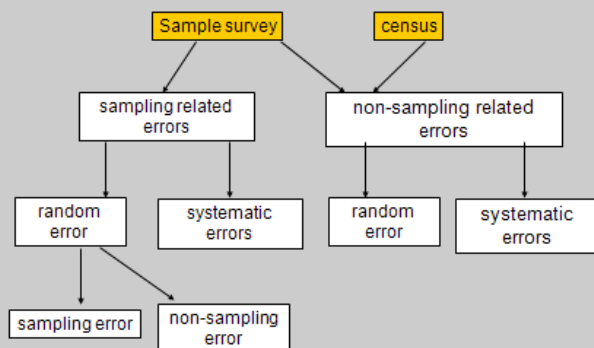 Sample survey
census
sampling related
errors
non-sampling related
errors
random
error
systematic
errors
random
error
systematic
errors
sampling error
non-sampling
error